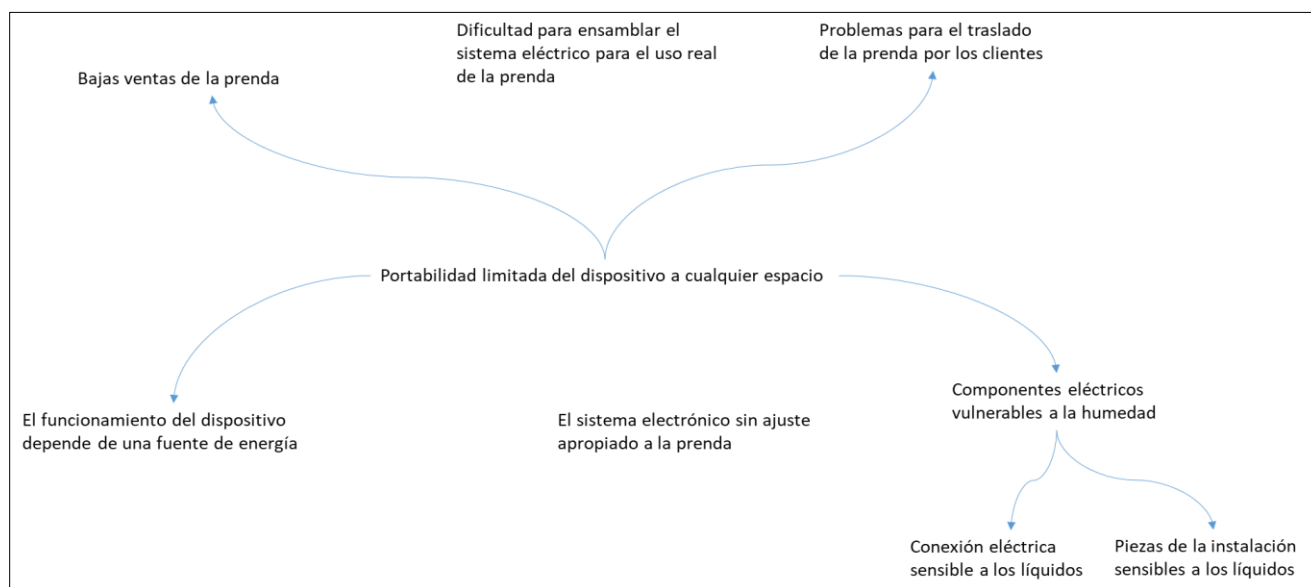 Dificultad para ensamblar el
sistema eléctrico para el uso real
de la prenda
Problemas para el traslado
de la prenda por los clientes
Bajas ventas de la prenda
Portabilidad limitada del dispositivo a cualquier espacio
El funcionamiento del dispositivo
depende de una fuente de energía
El sistema electrónico sin ajuste
apropiado a la prenda
Componentes eléctricos
vulnerables a la humedad
Conexión eléctrica
sensible a los líquidos
Piezas de la instalación
sensibles a los líquidos